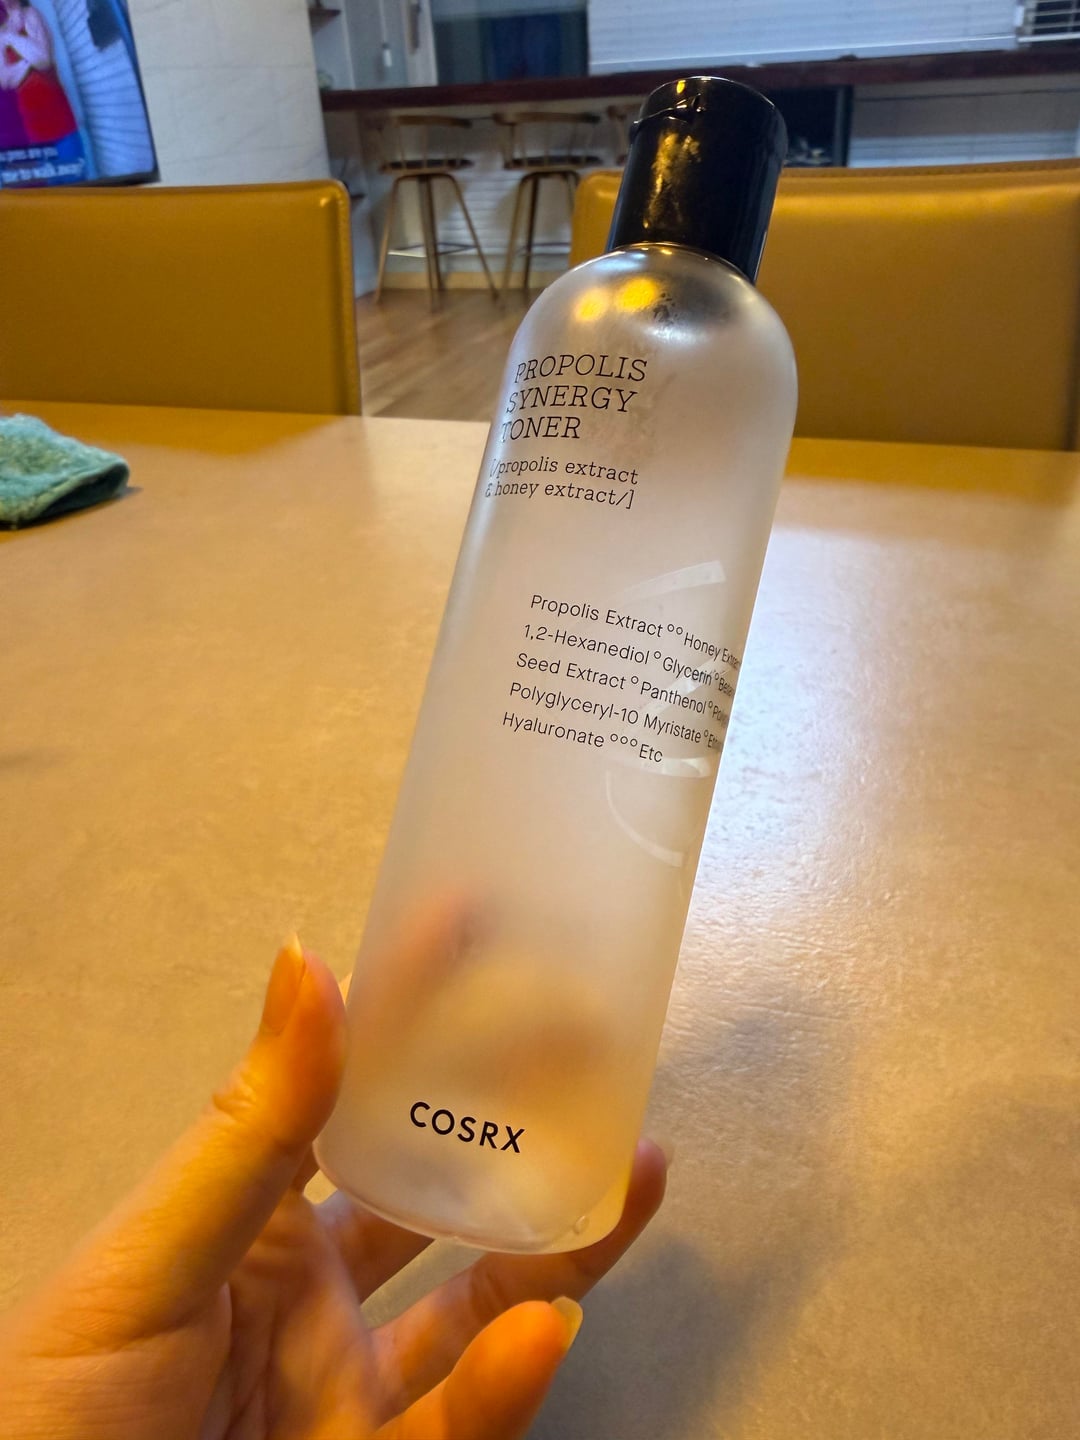 PROPOLIS
SYNERGY
TONER
[/propolis extract
& honey extract/]
Propolis Extract °° Honey
1,2-Hexanediol ° Glycerin °
Seed Extract ° Panthenol °
Polyglyceryl-10 Myristate °
Hyaluronate °°° Etc
COSRX